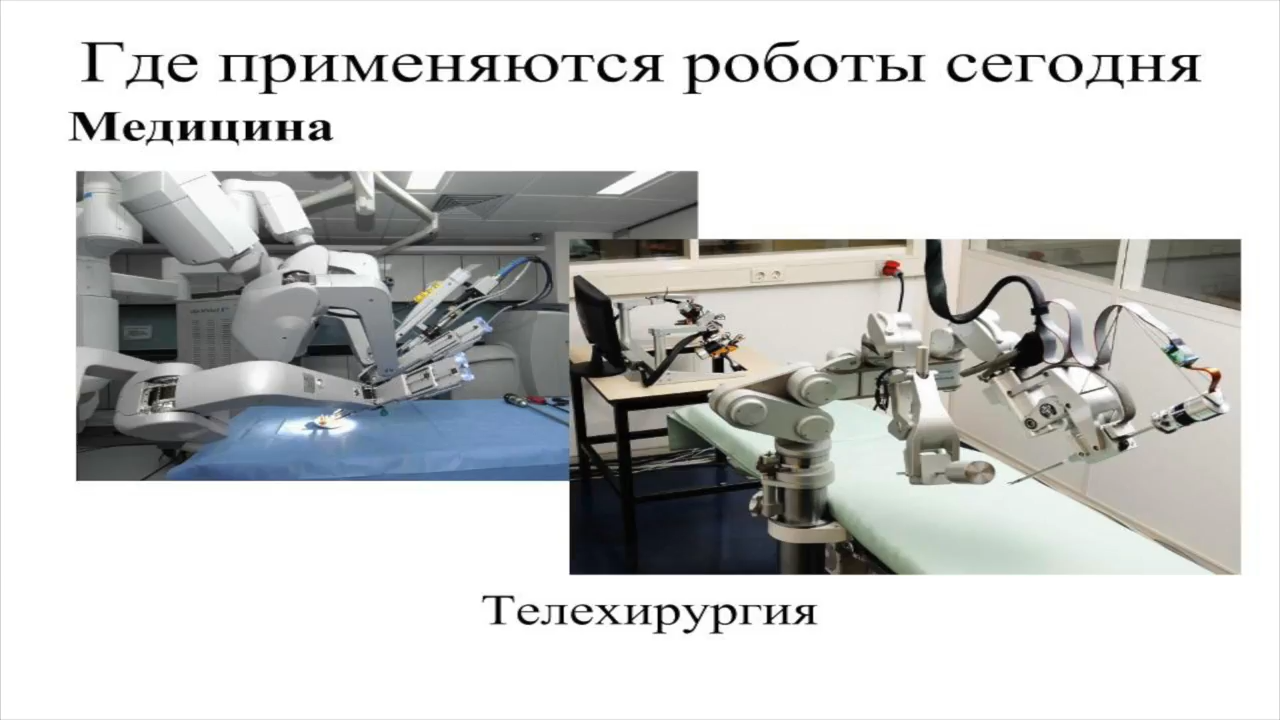 Где применяются роботы сегодня
Медицина
Телехирургия